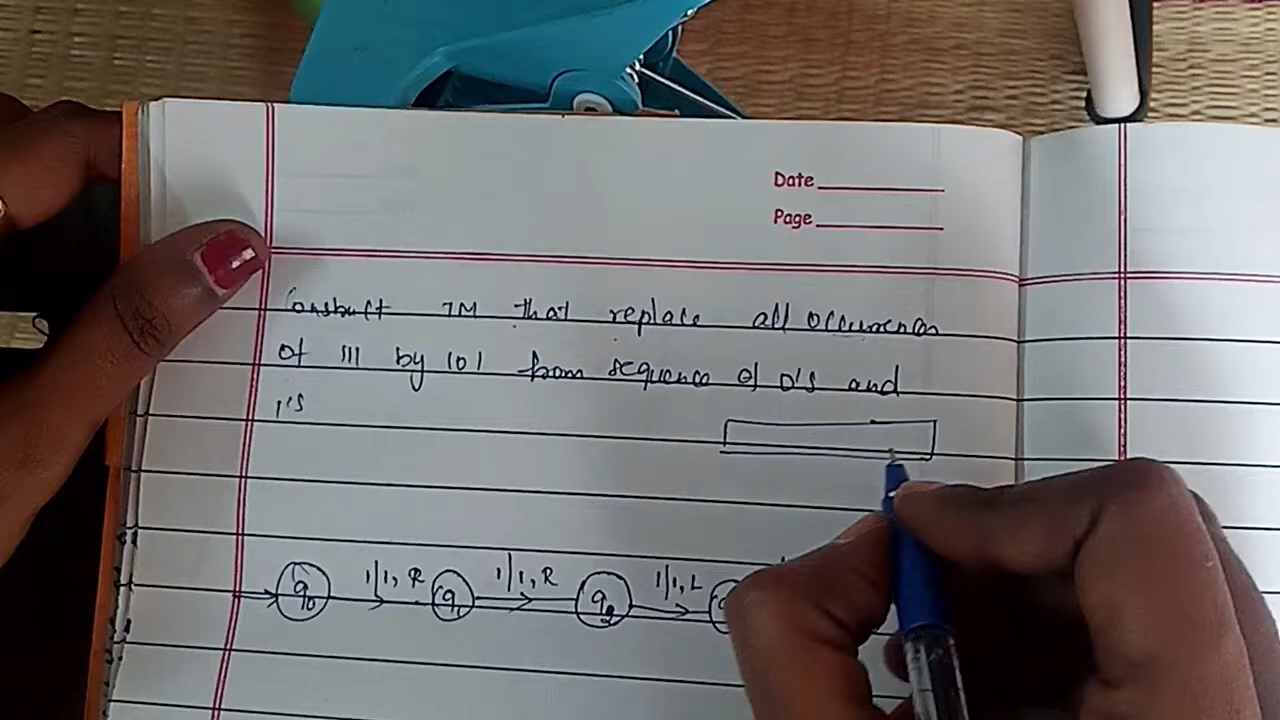 Date
Page
Construct TM that replace all occurrences
of 111 by 101 from sequence of 0's and
1's
q0 1/1, R q1 1/1, R q2 1/1, L